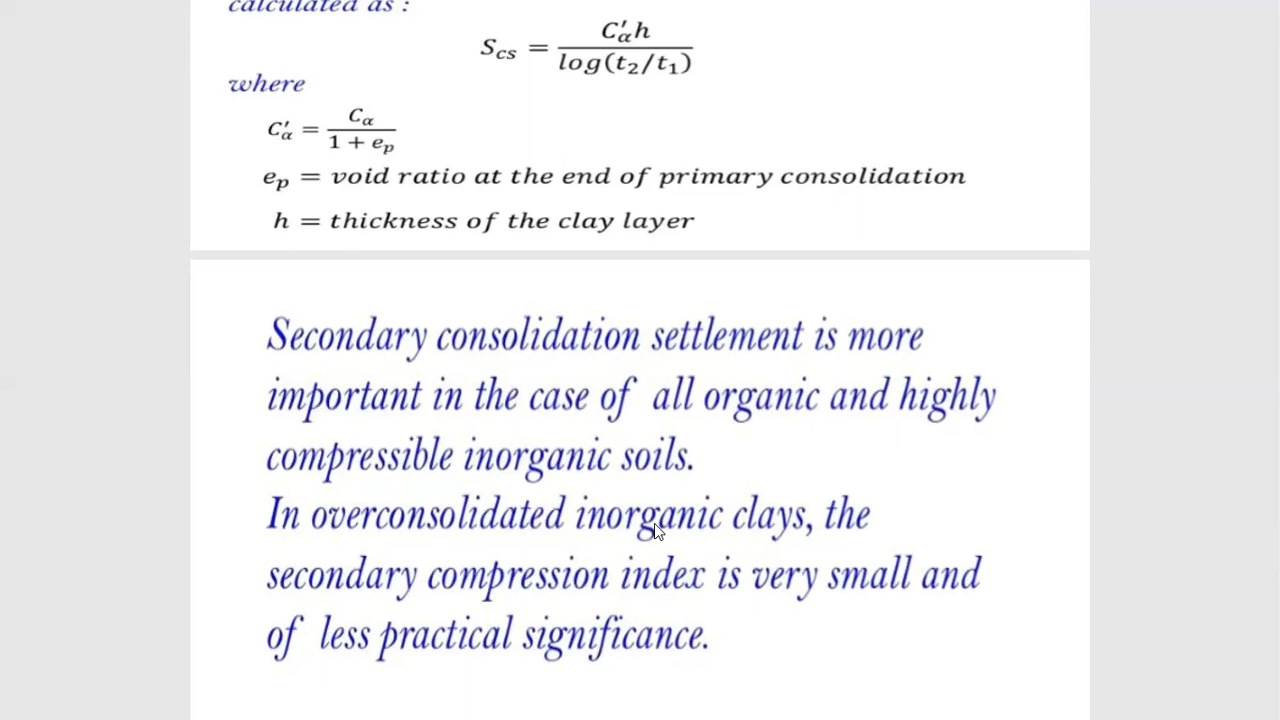 calculated as :
S_cs = C'_α h / log(t_2/t_1)
where
C'_α = C_α / 1 + e_p
e_p = void ratio at the end of primary consolidation
h = thickness of the clay layer
Secondary consolidation settlement is more
important in the case of all organic and highly
compressible inorganic soils.
In overconsolidated inorganic clays, the
secondary compression index is very small and
of less practical significance.